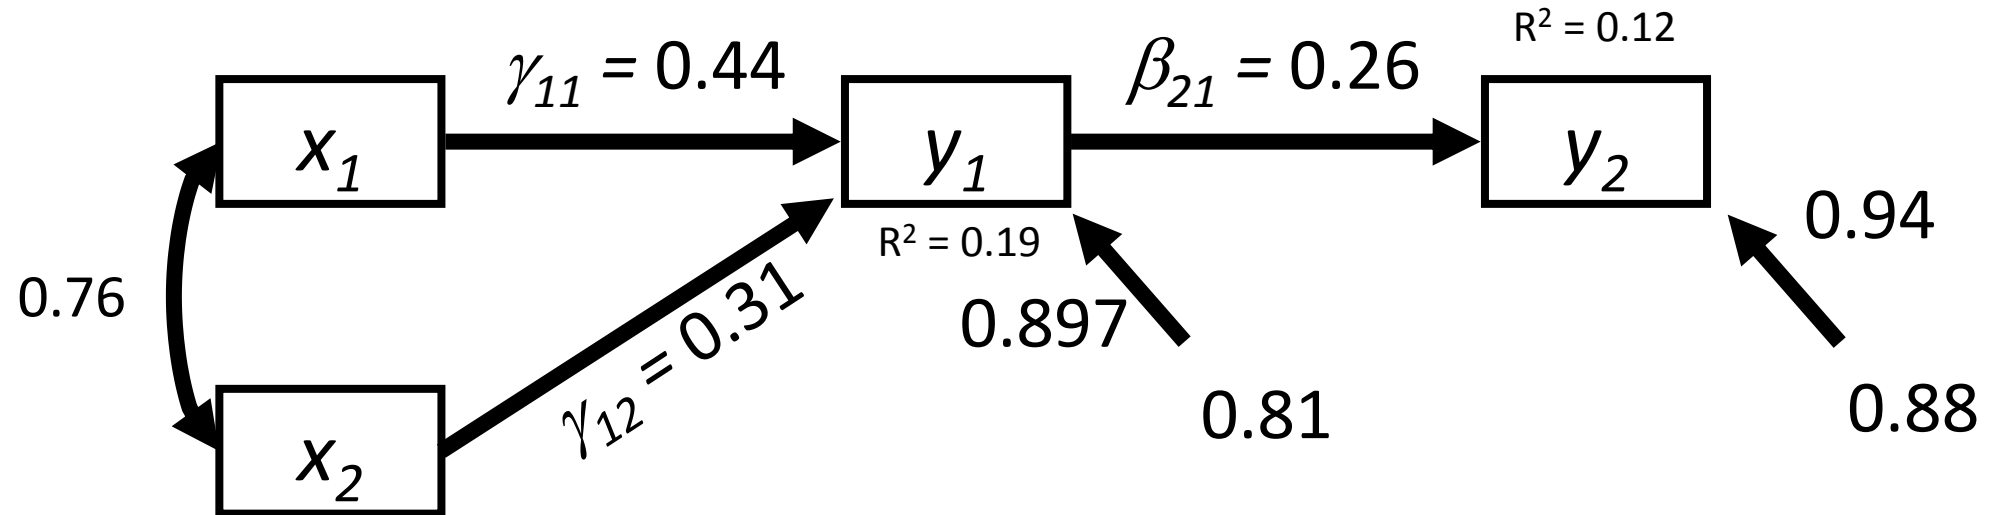 R² = 0.12
γ₁₁ = 0.44
β₂₁ = 0.26
x₁
y₁
y₂
0.94
R² = 0.19
0.76
γ₁₂ = 0.31
0.897
0.81
0.88
x₂